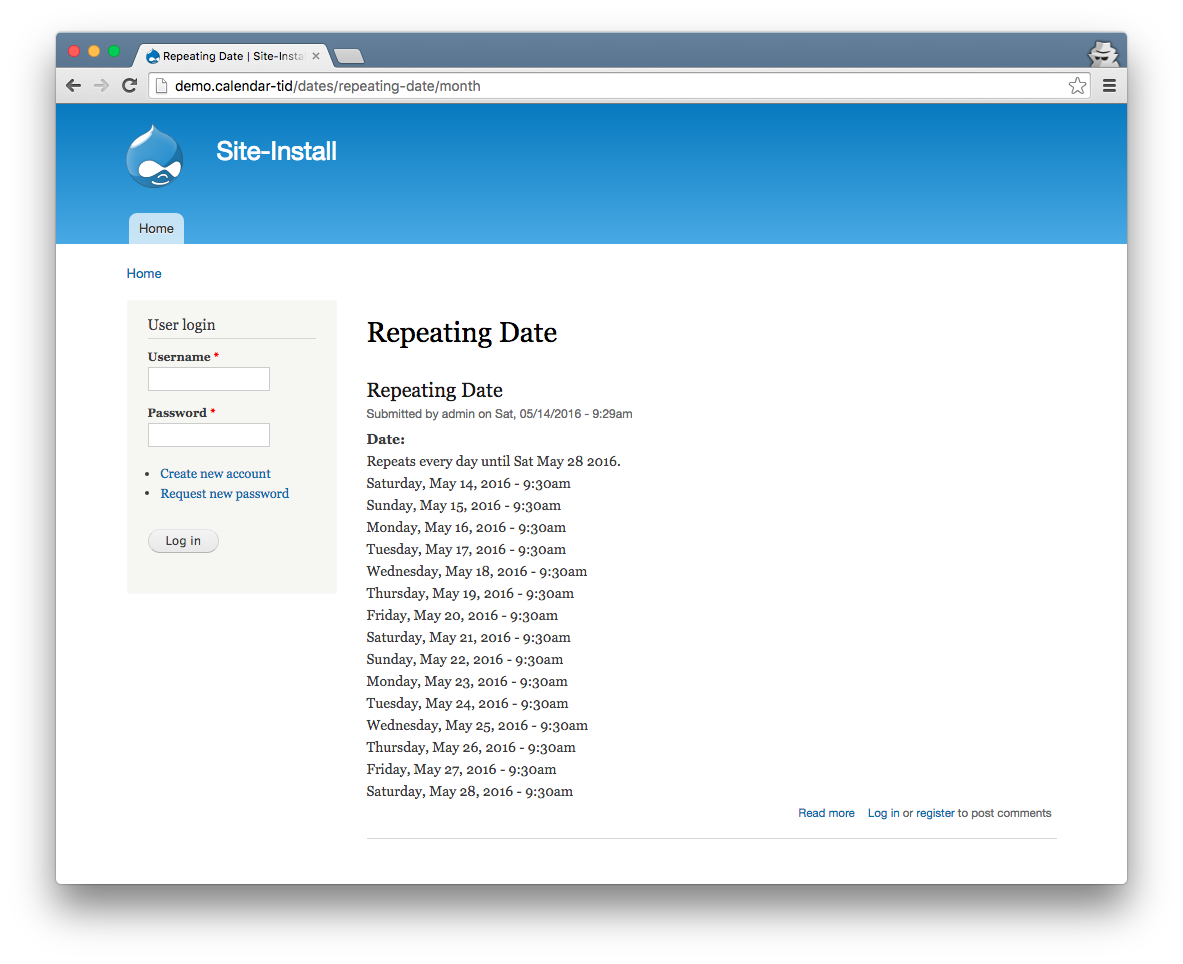 Repeating Date | Site-Insta
demo.calendar-tid/dates/repeating-date/month
Site-Install
Home
Home
User login
Username *
Password *
Create new account
Request new password
Log in
Repeating Date
Repeating Date
Submitted by admin on Sat, 05/14/2016 - 9:29am
Date:
Repeats every day until Sat May 28 2016.
Saturday, May 14, 2016 - 9:30am
Sunday, May 15, 2016 - 9:30am
Monday, May 16, 2016 - 9:30am
Tuesday, May 17, 2016 - 9:30am
Wednesday, May 18, 2016 - 9:30am
Thursday, May 19, 2016 - 9:30am
Friday, May 20, 2016 - 9:30am
Saturday, May 21, 2016 - 9:30am
Sunday, May 22, 2016 - 9:30am
Monday, May 23, 2016 - 9:30am
Tuesday, May 24, 2016 - 9:30am
Wednesday, May 25, 2016 - 9:30am
Thursday, May 26, 2016 - 9:30am
Friday, May 27, 2016 - 9:30am
Saturday, May 28, 2016 - 9:30am
Read more Log in or register to post comments